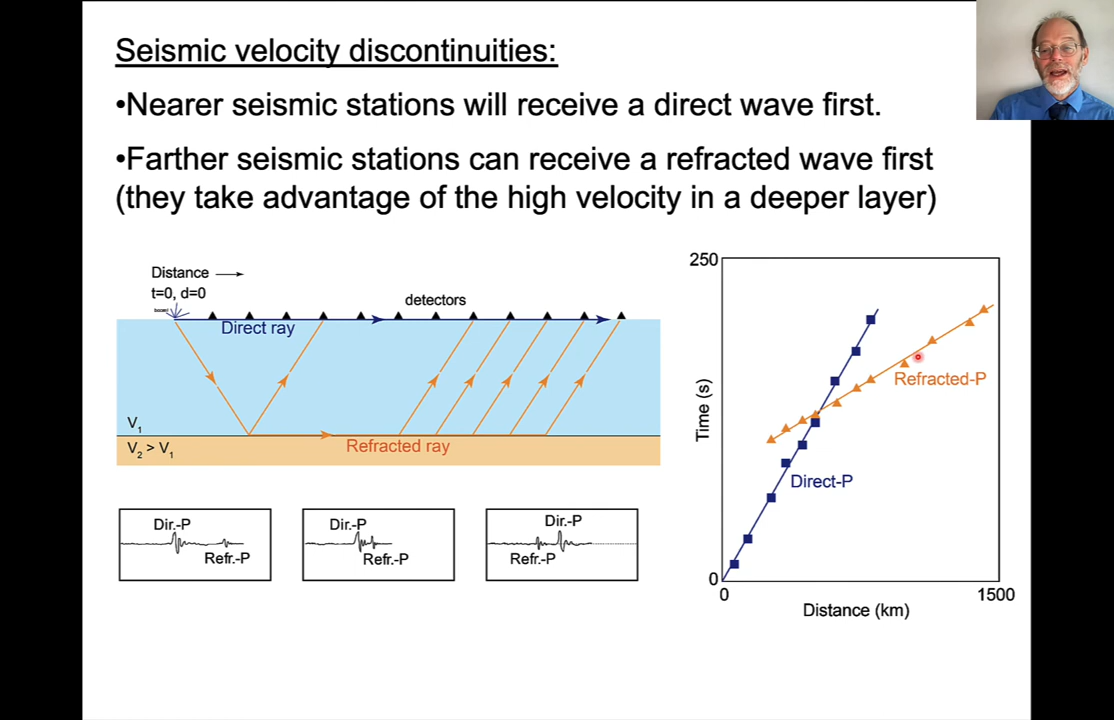 Seismic velocity discontinuities:
•Nearer seismic stations will receive a direct wave first.
•Farther seismic stations can receive a refracted wave first
(they take advantage of the high velocity in a deeper layer)
Distance
t=0, d=0
detectors
Direct ray
V1
V2 > V1
Refracted ray
Dir.-P
Refr.-P
Dir.-P
Refr.-P
Dir.-P
Refr.-P
250
Time (s)
Refracted-P
Direct-P
0
0
1500
Distance (km)